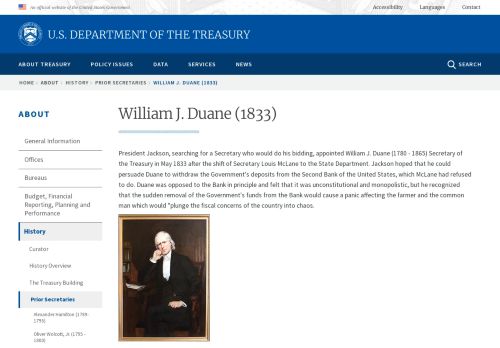 An official website of the United States Government
Accessibility Languages Contact
U.S. DEPARTMENT OF THE TREASURY
ABOUT TREASURY POLICY ISSUES DATA SERVICES NEWS SEARCH
HOME › ABOUT › HISTORY › PRIOR SECRETARIES › WILLIAM J. DUANE (1833)
ABOUT
General Information
Offices
Bureaus
Budget, Financial
Reporting, Planning and
Performance
History
Curator
History Overview
The Treasury Building
Prior Secretaries
Alexander Hamilton (1789 -
1795)
Oliver Wolcott, Jr. (1795 -
1800)
William J. Duane (1833)
President Jackson, searching for a Secretary who would do his bidding, appointed William J. Duane (1780 - 1865) Secretary of
the Treasury in May 1833 after the shift of Secretary Louis McLane to the State Department. Jackson hoped that he could
persuade Duane to withdraw the Government's deposits from the Second Bank of the United States, which McLane had refused
to do. Duane was opposed to the Bank in principle and felt that it was unconstitutional and monopolistic, but he recognized
that the sudden removal of the Government's funds from the Bank would cause a panic affecting the farmer and the common
man which would "plunge the fiscal concerns of the country into chaos.